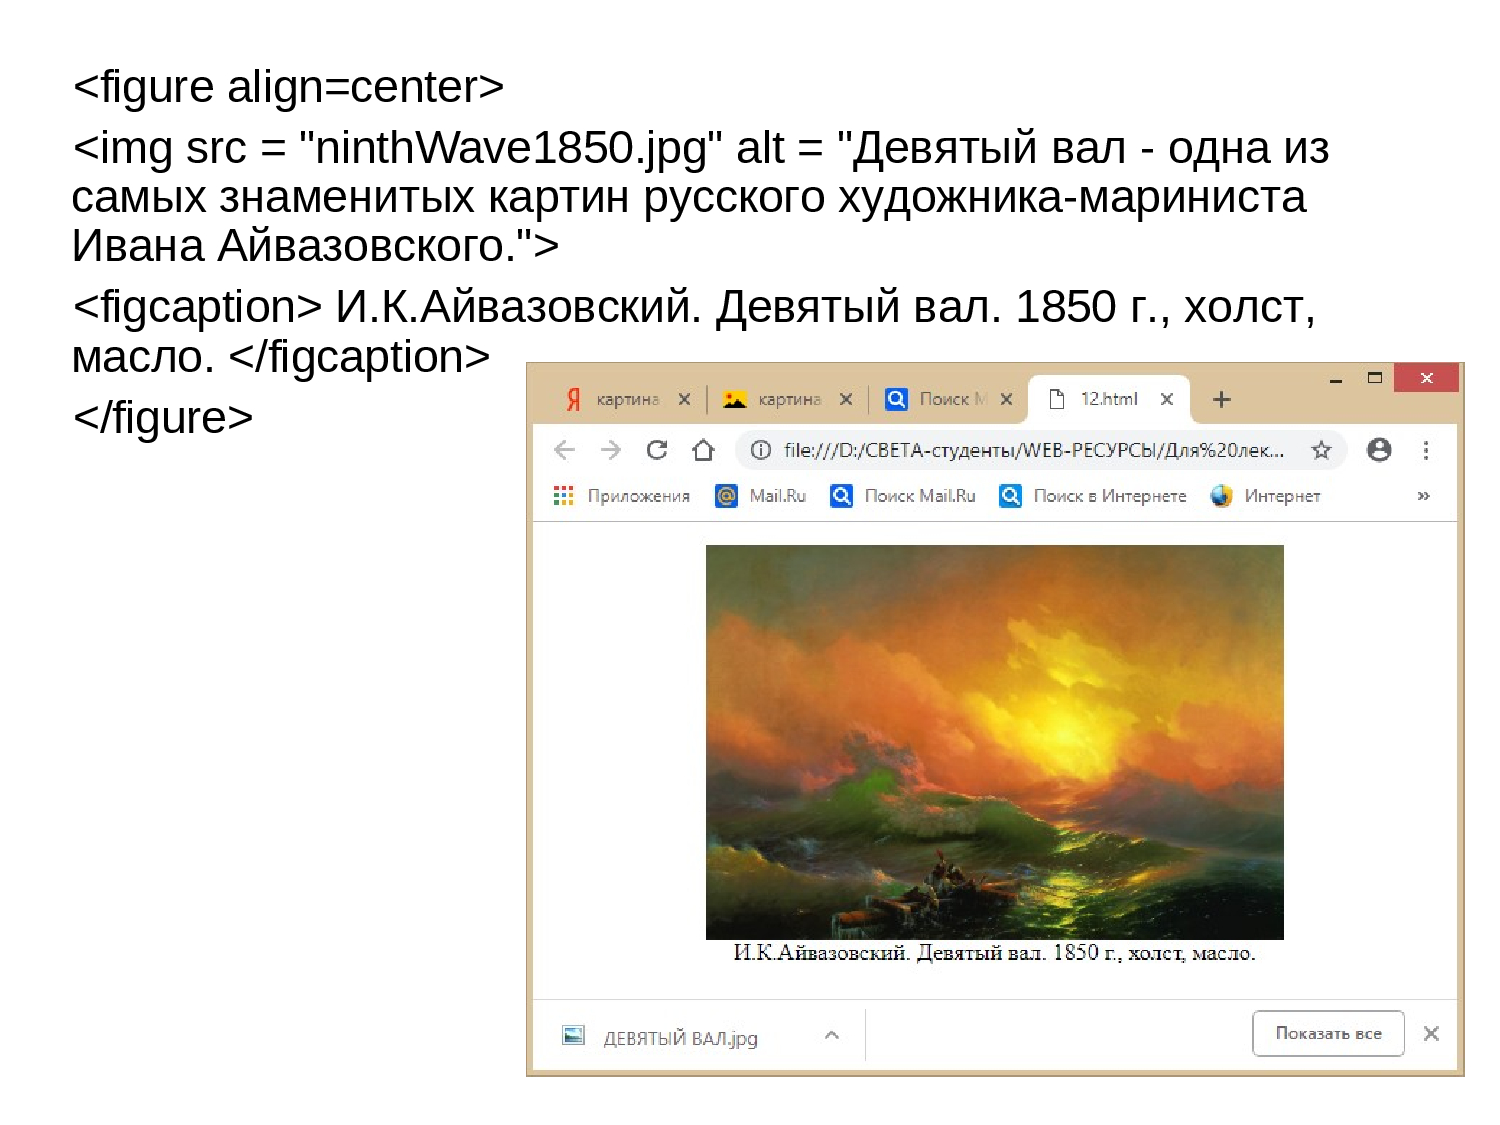 <figure align=center>
<img src = "ninthWave1850.jpg" alt = "Девятый вал - одна из
самых знаменитых картин русского художника-мариниста
Ивана Айвазовского.">
<figcaption> И.К.Айвазовский. Девятый вал. 1850 г., холст,
масло. </figcaption>
</figure>
картина картина Поиск M 12.html
file:///D:/СВЕТА-студенты/WEB-РЕСУРСЫ/Для%20лек...
Приложения Mail.Ru Поиск Mail.Ru Поиск в Интернете Интернет »
И.К.Айвазовский. Девятый вал. 1850 г., холст, масло.
ДЕВЯТЫЙ ВАЛ.jpg Показать все